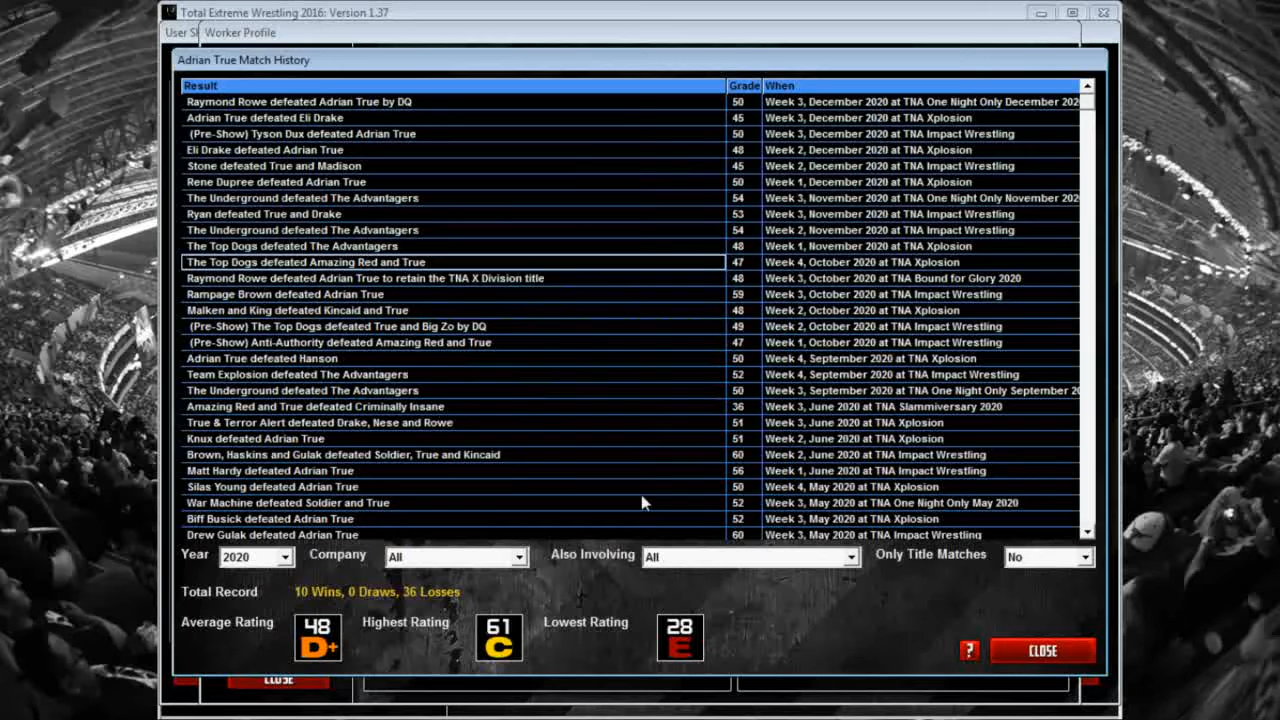 Total Extreme Wrestling 2016: Version 1.37
User S Worker Profile
Adrian True Match History
Result Grade When
Raymond Rowe defeated Adrian True by DQ 50 Week 3, December 2020 at TNA One Night Only December 202
Adrian True defeated Eli Drake 45 Week 3, December 2020 at TNA Xplosion
(Pre-Show) Tyson Dux defeated Adrian True 50 Week 3, December 2020 at TNA Impact Wrestling
Eli Drake defeated Adrian True 48 Week 2, December 2020 at TNA Xplosion
Stone defeated True and Madison 45 Week 2, December 2020 at TNA Impact Wrestling
Rene Dupree defeated Adrian True 50 Week 1, December 2020 at TNA Xplosion
The Underground defeated The Advantagers 54 Week 3, November 2020 at TNA One Night Only November 202
Ryan defeated True and Drake 53 Week 3, November 2020 at TNA Impact Wrestling
The Underground defeated The Advantagers 54 Week 2, November 2020 at TNA Impact Wrestling
The Top Dogs defeated The Advantagers 48 Week 1, November 2020 at TNA Xplosion
The Top Dogs defeated Amazing Red and True 47 Week 4, October 2020 at TNA Xplosion
Raymond Rowe defeated Adrian True to retain the TNA X Division title 48 Week 3, October 2020 at TNA Bound for Glory 2020
Rampage Brown defeated Adrian True 59 Week 3, October 2020 at TNA Impact Wrestling
Malken and King defeated Kincaid and True 48 Week 2, October 2020 at TNA Xplosion
(Pre-Show) The Top Dogs defeated True and Big Zo by DQ 49 Week 2, October 2020 at TNA Impact Wrestling
(Pre-Show) Anti-Authority defeated Amazing Red and True 47 Week 1, October 2020 at TNA Impact Wrestling
Adrian True defeated Hanson 50 Week 4, September 2020 at TNA Xplosion
Team Explosion defeated The Advantagers 52 Week 4, September 2020 at TNA Impact Wrestling
The Underground defeated The Advantagers 50 Week 3, September 2020 at TNA One Night Only September 20
Amazing Red and True defeated Criminally Insane 36 Week 3, June 2020 at TNA Slammiversary 2020
True & Terror Alert defeated Drake, Nese and Rowe 51 Week 3, June 2020 at TNA Xplosion
Knux defeated Adrian True 51 Week 2, June 2020 at TNA Xplosion
Brown, Haskins and Gulak defeated Soldier, True and Kincaid 60 Week 2, June 2020 at TNA Impact Wrestling
Matt Hardy defeated Adrian True 56 Week 1, June 2020 at TNA Impact Wrestling
Silas Young defeated Adrian True 50 Week 4, May 2020 at TNA Xplosion
War Machine defeated Soldier and True 52 Week 3, May 2020 at TNA One Night Only May 2020
Biff Busick defeated Adrian True 52 Week 3, May 2020 at TNA Xplosion
Drew Gulak defeated Adrian True 60 Week 3, May 2020 at TNA Impact Wrestling
Year 2020 Company All Also Involving All Only Title Matches No
Total Record 10 Wins, 0 Draws, 36 Losses
Average Rating 48 D+ Highest Rating 61 C Lowest Rating 28 E
? CLOSE
CLOSE